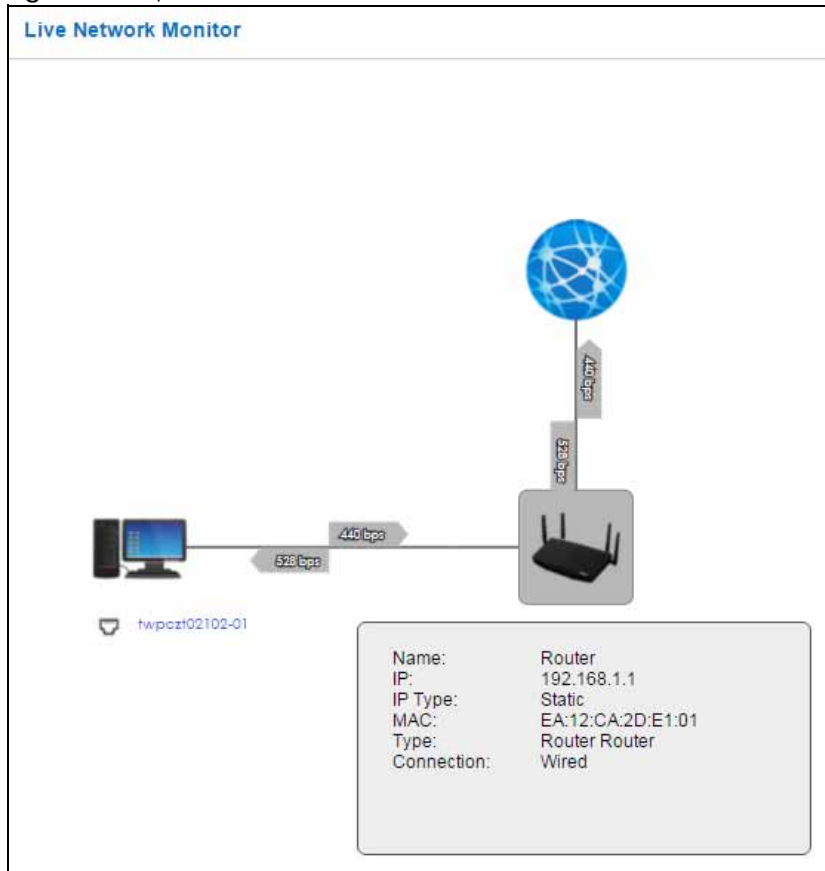 Live Network Monitor
440 bps
528 bps
440 bps
528 bps
twpczt02102-01
Name: Router
IP: 192.168.1.1
IP Type: Static
MAC: EA:12:CA:2D:E1:01
Type: Router Router
Connection: Wired